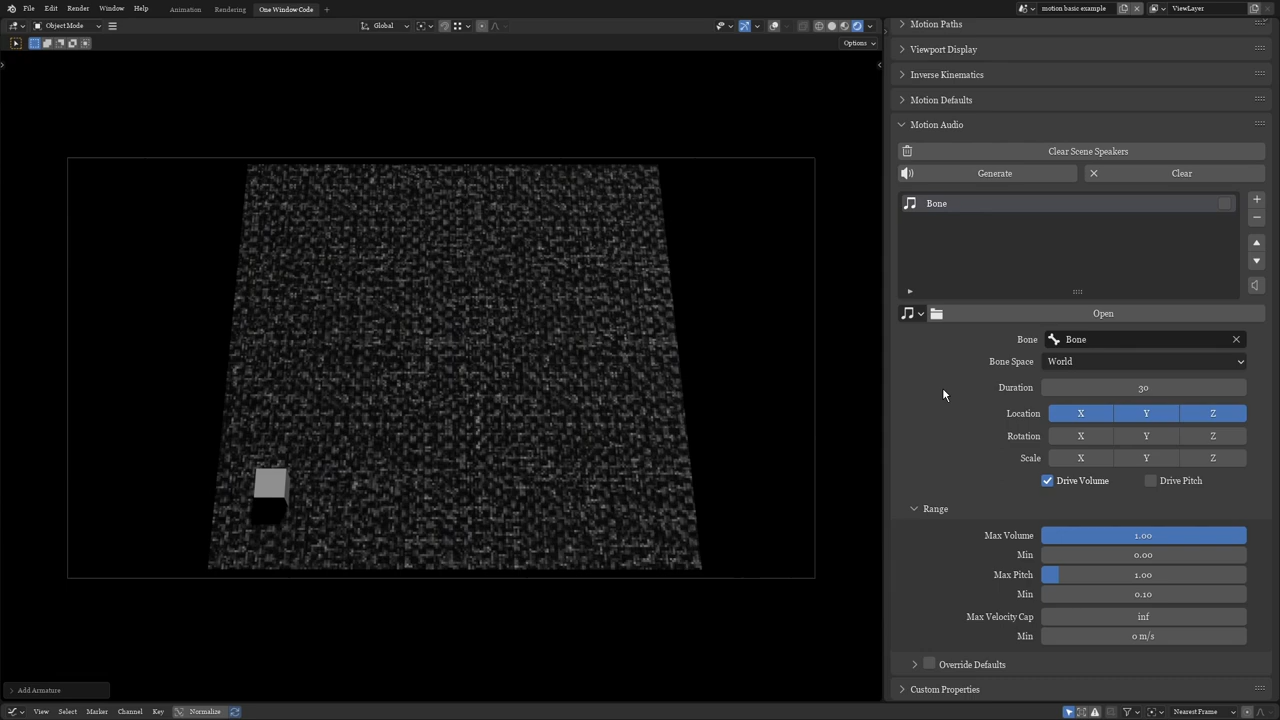 File Edit Render Window Help Animation Rendering One Window Code + motion basic example ViewLayer
Object Mode Global
Options
Motion Paths
Viewport Display
Inverse Kinematics
Motion Defaults
Motion Audio
Clear Scene Speakers
Generate Clear
Bone
Open
Bone Bone
Bone Space World
Duration 30
Location X Y Z
Rotation X Y Z
Scale X Y Z
Drive Volume Drive Pitch
Range
Max Volume 1.00
Min 0.00
Max Pitch 1.00
Min 0.10
Max Velocity Cap inf
Min 0 m/s
Override Defaults
Custom Properties
Add Armature
View Select Marker Channel Key Normalize Nearest Frame